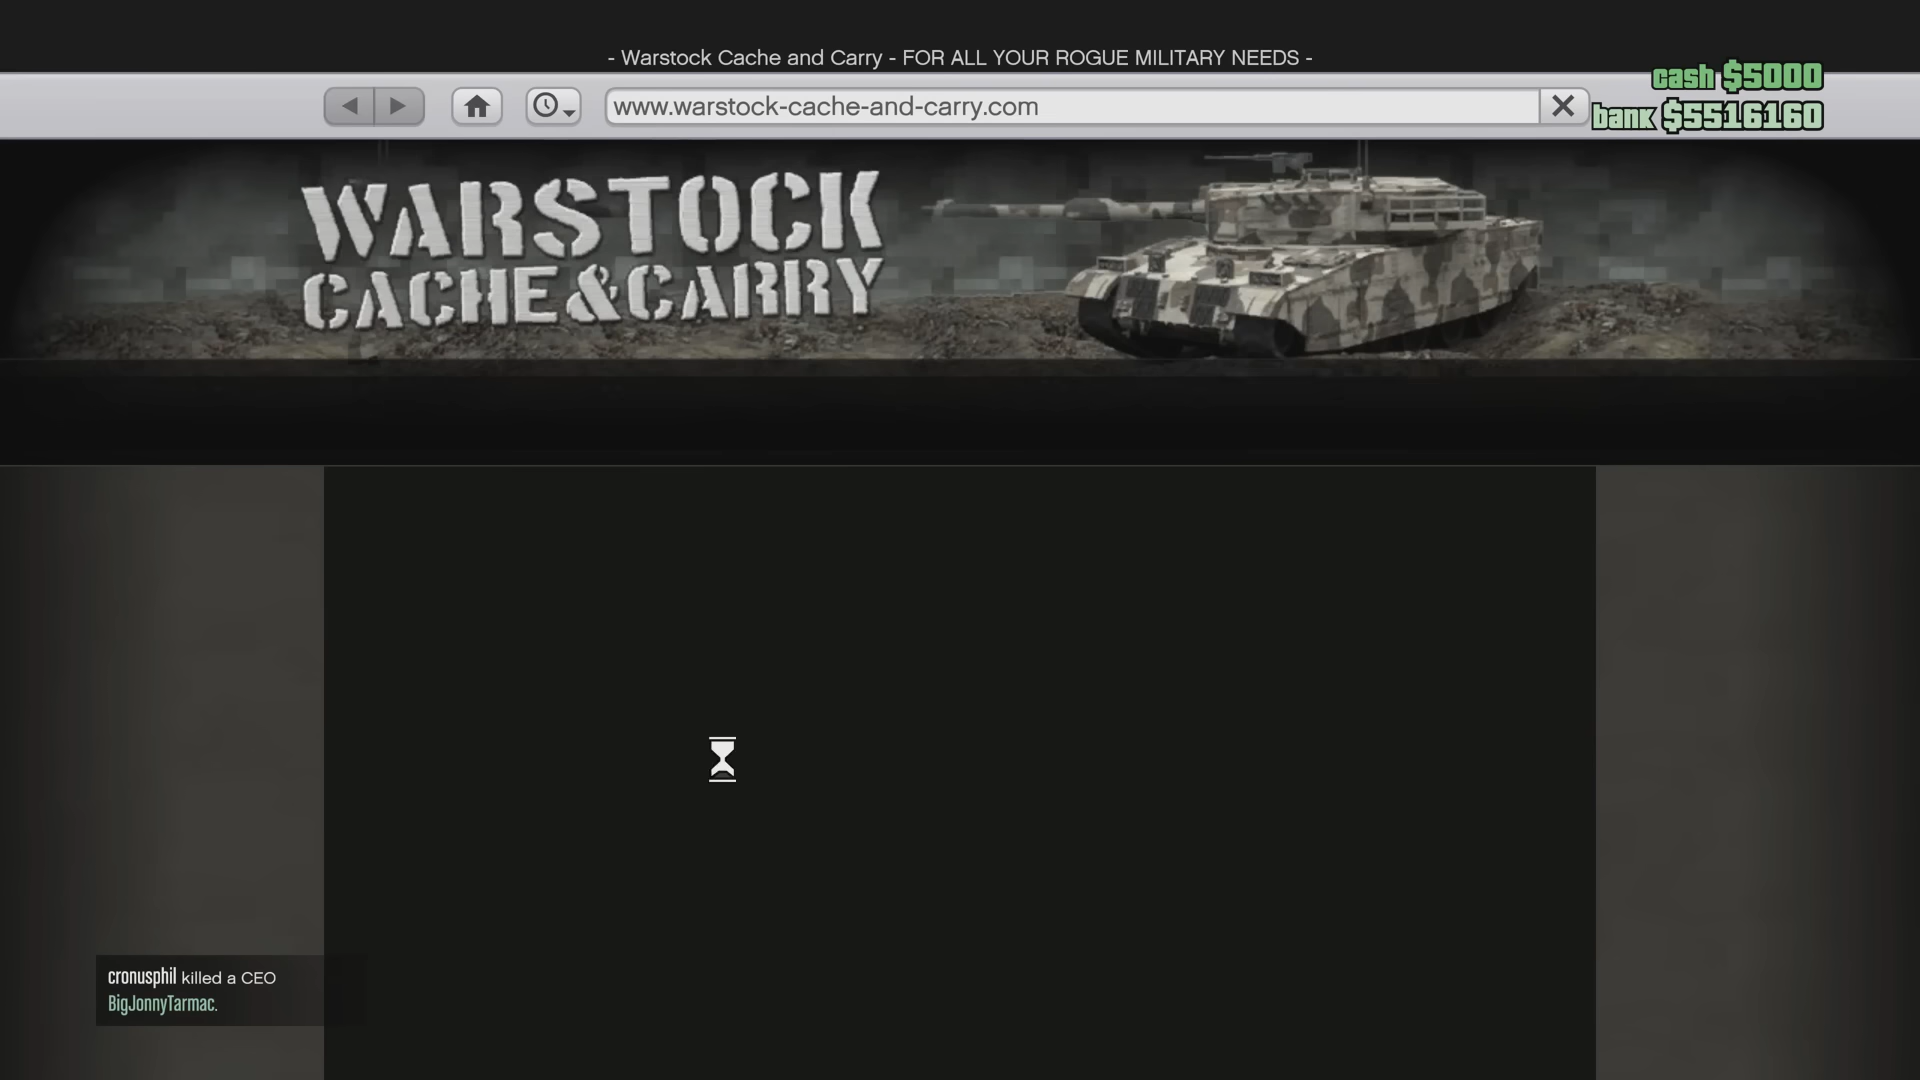 - Warstock Cache and Carry - FOR ALL YOUR ROGUE MILITARY NEEDS -
cash $5000
www.warstock-cache-and-carry.com
bank $5516160
WARSTOCK
CACHE & CARRY
cronusphil killed a CEO
BigJonnyTarmac.